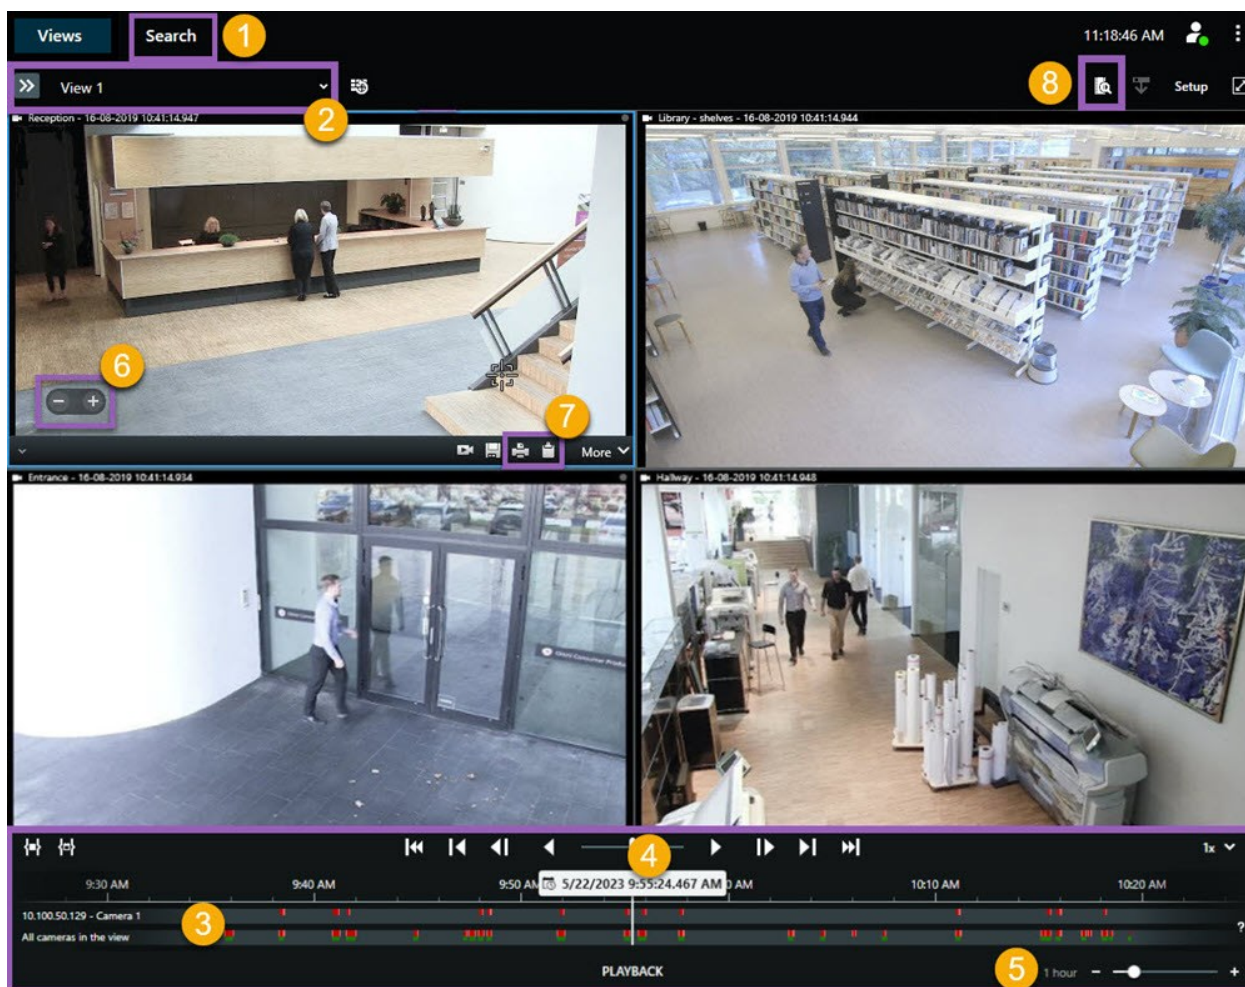 Views
Search
1
11:18:46 AM
View 1
2
8
Setup
Reception - 16-08-2019 10:41:14.947
Library - shelves - 16-08-2019 10:41:14.944
6
7
More
Entrance - 16-08-2019 10:41:14.934
Hallway - 16-08-2019 10:41:14.948
4
1x
9:30 AM
9:40 AM
9:50 AM
5/22/2023 9:55:24.467 AM
AM
10:10 AM
10:20 AM
10.100.50.129 - Camera 1
3
All cameras in the view
?
PLAYBACK
5
1 hour